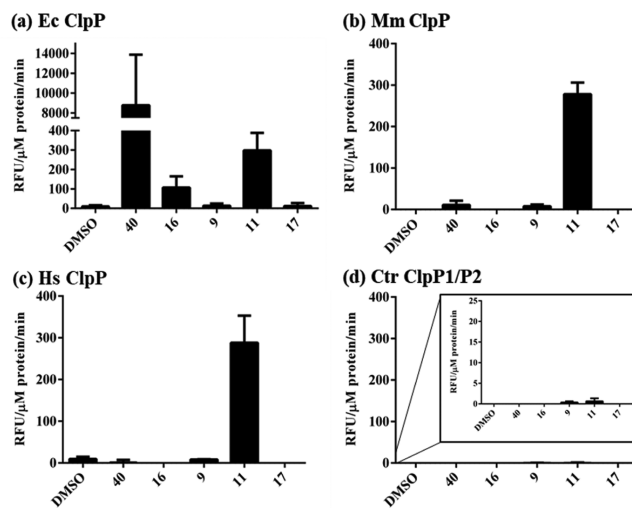 (a) Ec ClpP
RFU/µM protein/min
14000
12000
10000
8000
400
300
200
100
0
DMSO 40 16 9 11 17
(b) Mm ClpP
RFU/µM protein/min
400
300
200
100
0
DMSO 40 16 9 11 17
(c) Hs ClpP
RFU/µM protein/min
400
300
200
100
0
DMSO 40 16 9 11 17
(d) Ctr ClpP1/P2
RFU/µM protein/min
400
300
200
100
0
DMSO 40 16 9 11 17
RFU/µM protein/min
25
20
15
10
5
0
DMSO 40 16 9 11 17